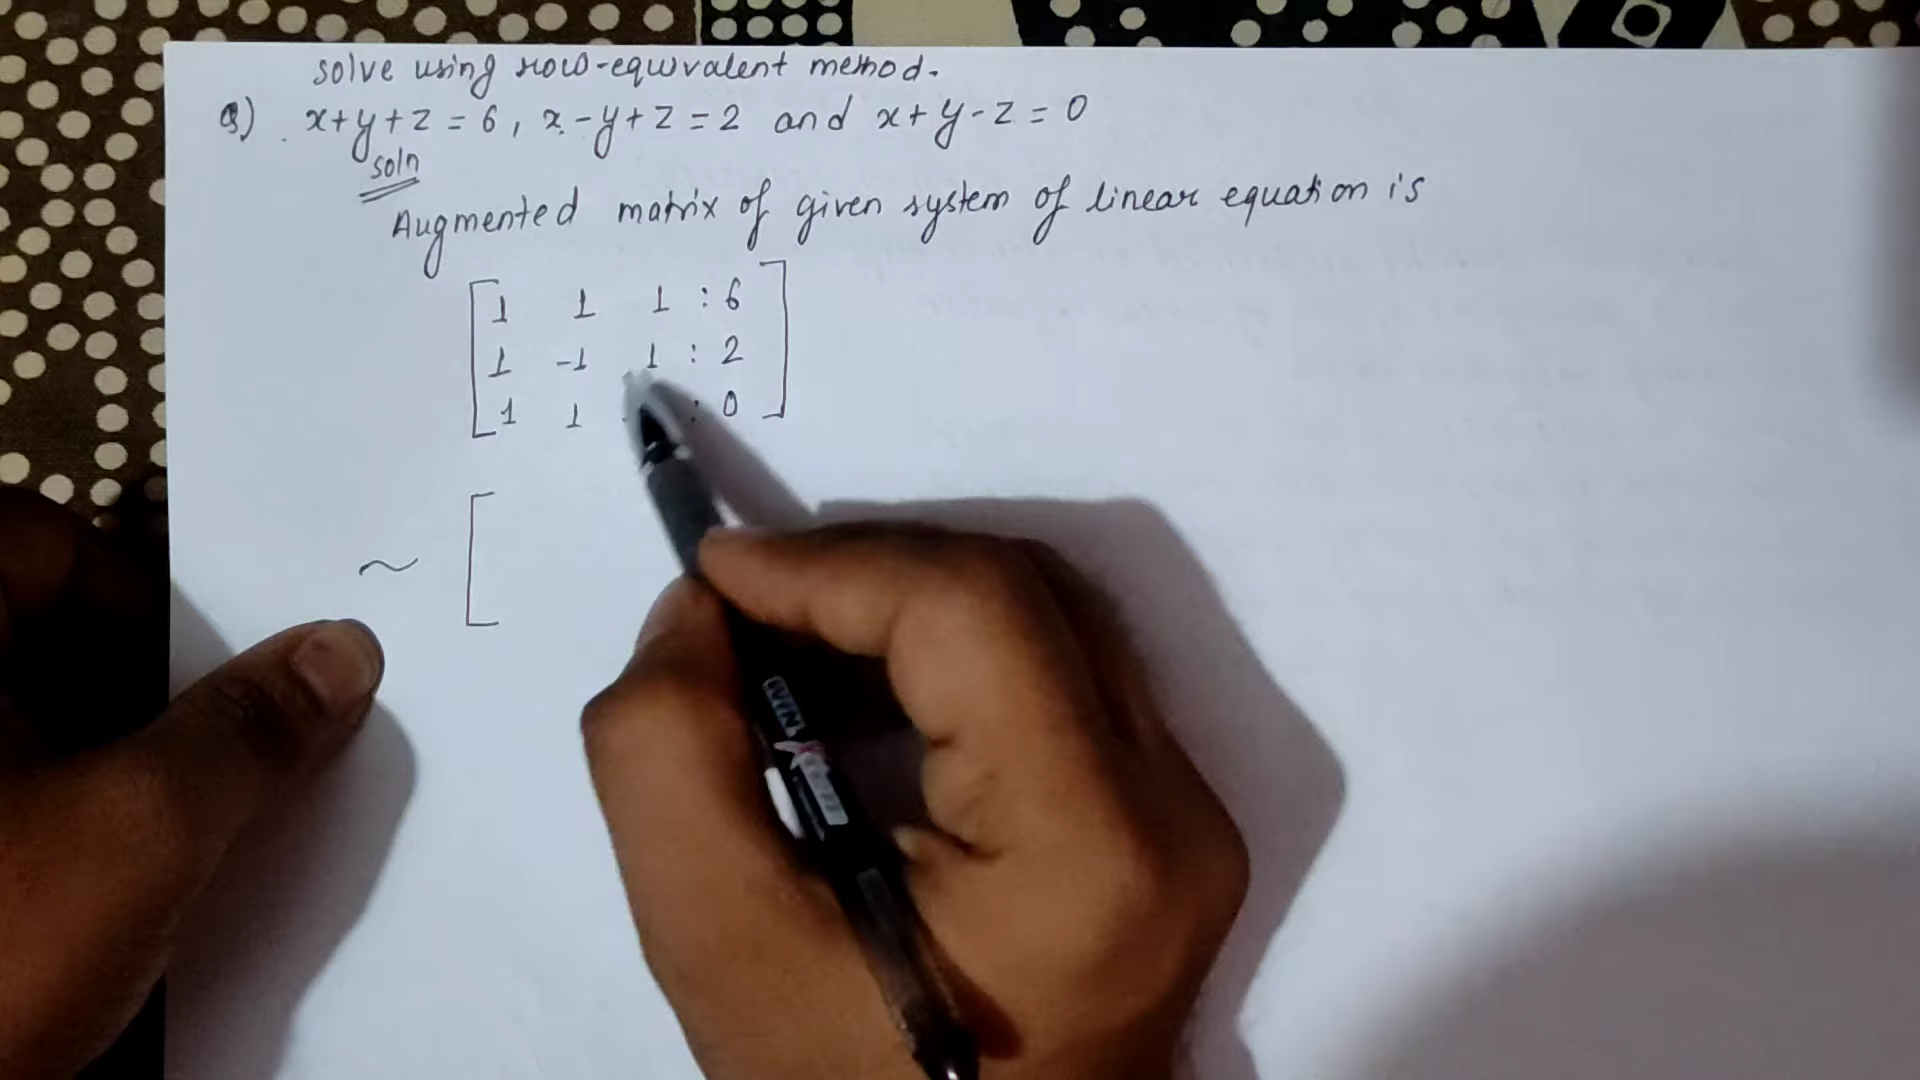 solve using row-equivalent method.
Q) x+y+z = 6, x-y+z = 2 and x+y-z = 0
soln
Augmented matrix of given system of linear equation is
1 1 1 : 6
1 -1 1 : 2
1 1 : 0
~ [
WIN